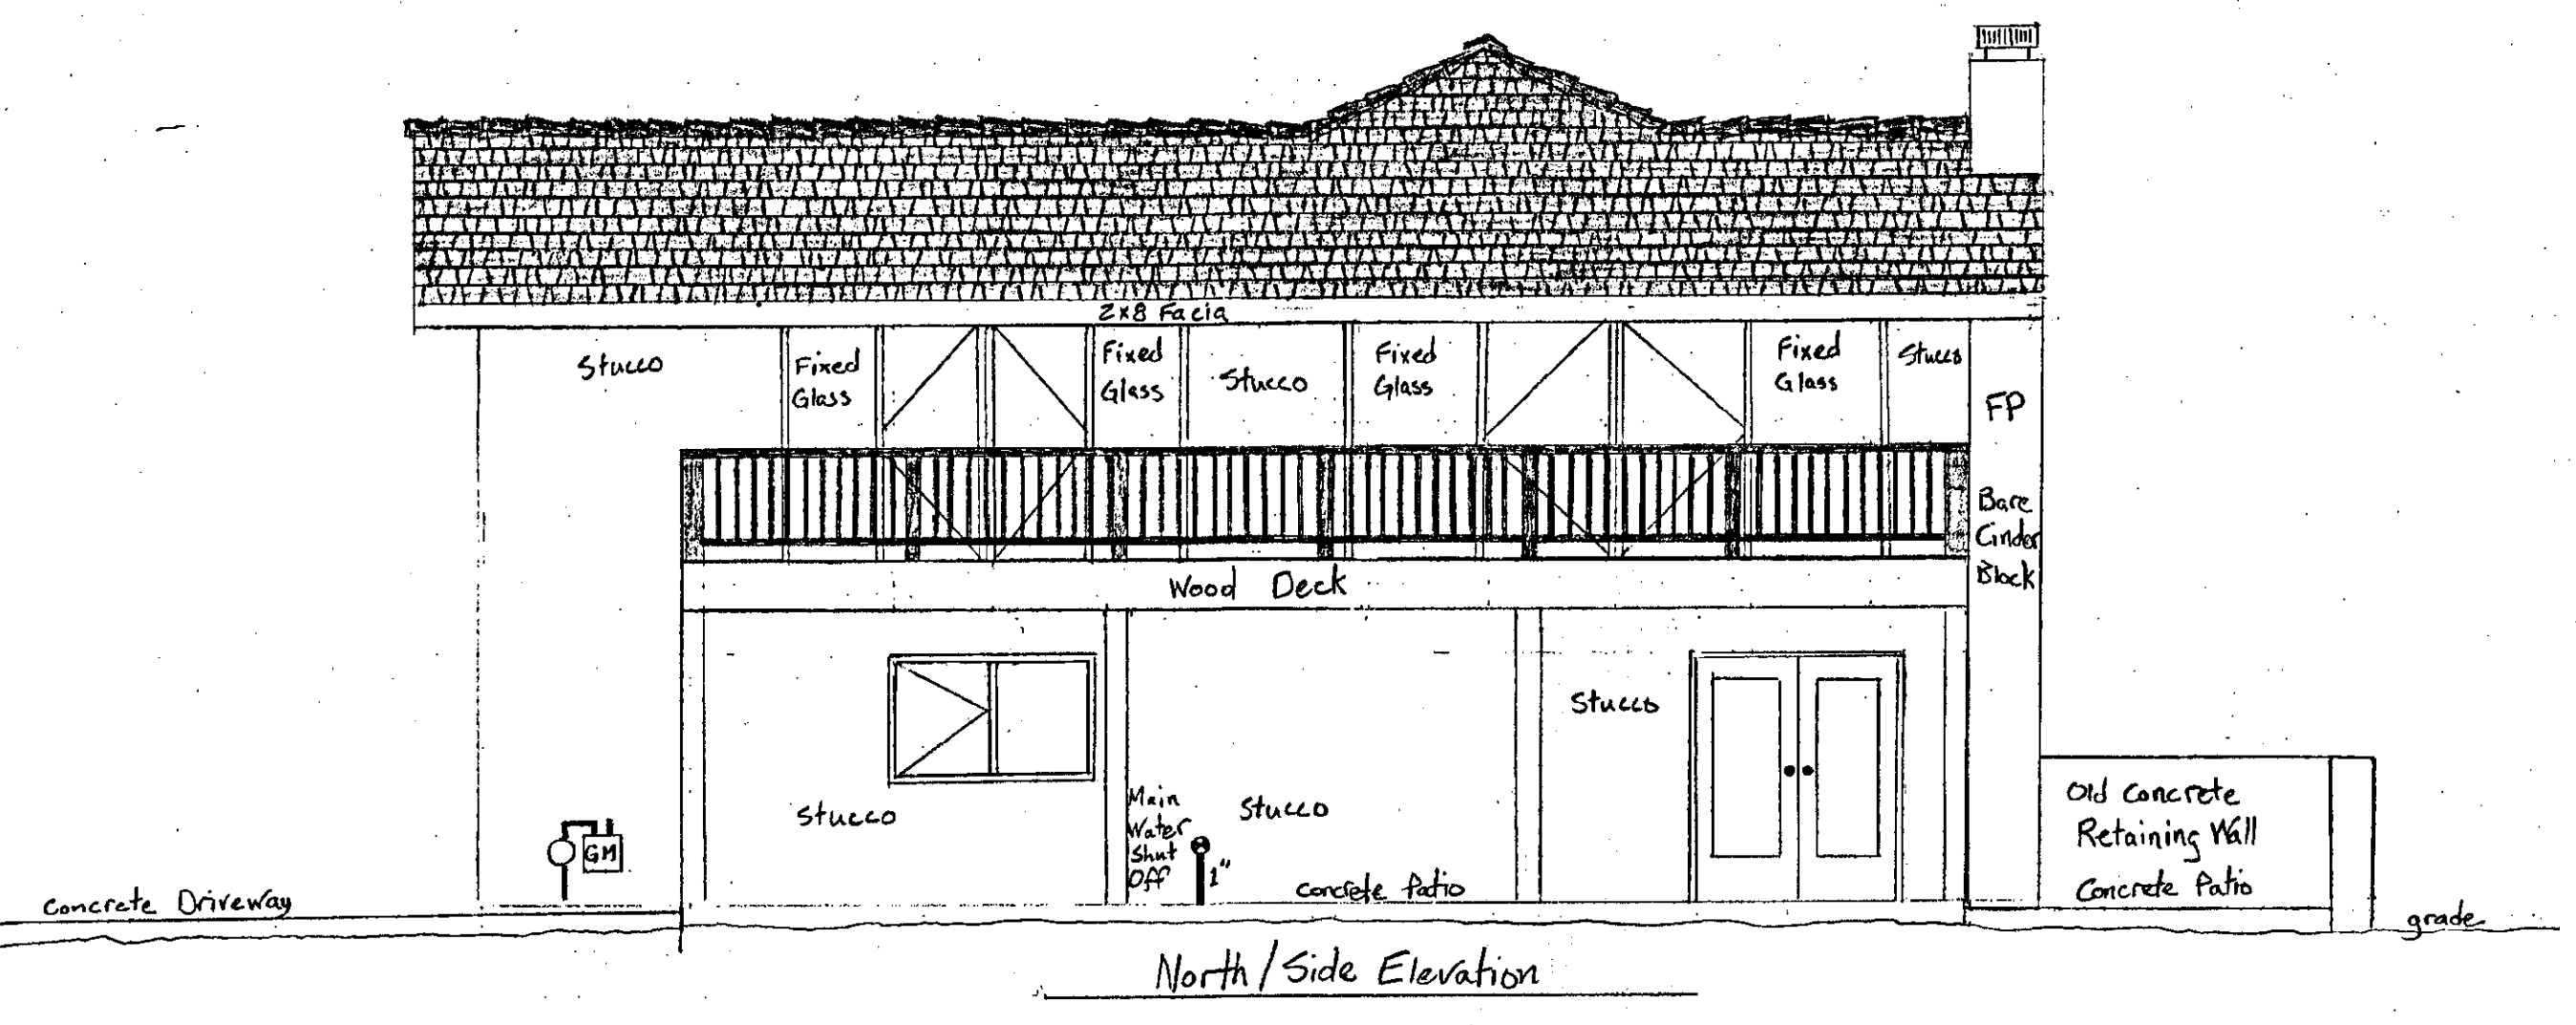 2x8 Facia
Stucco
Fixed
Glass
Fixed
Glass
Stucco
Fixed
Glass
Fixed
Glass
Stucco
FP
Bare
Cinder
Block
Wood Deck
Stucco
GM
Stucco
Main
Water
Shut
Off
1"
Stucco
Concrete Patio
Old Concrete
Retaining Wall
Concrete Patio
Concrete Driveway
grade
North/Side Elevation